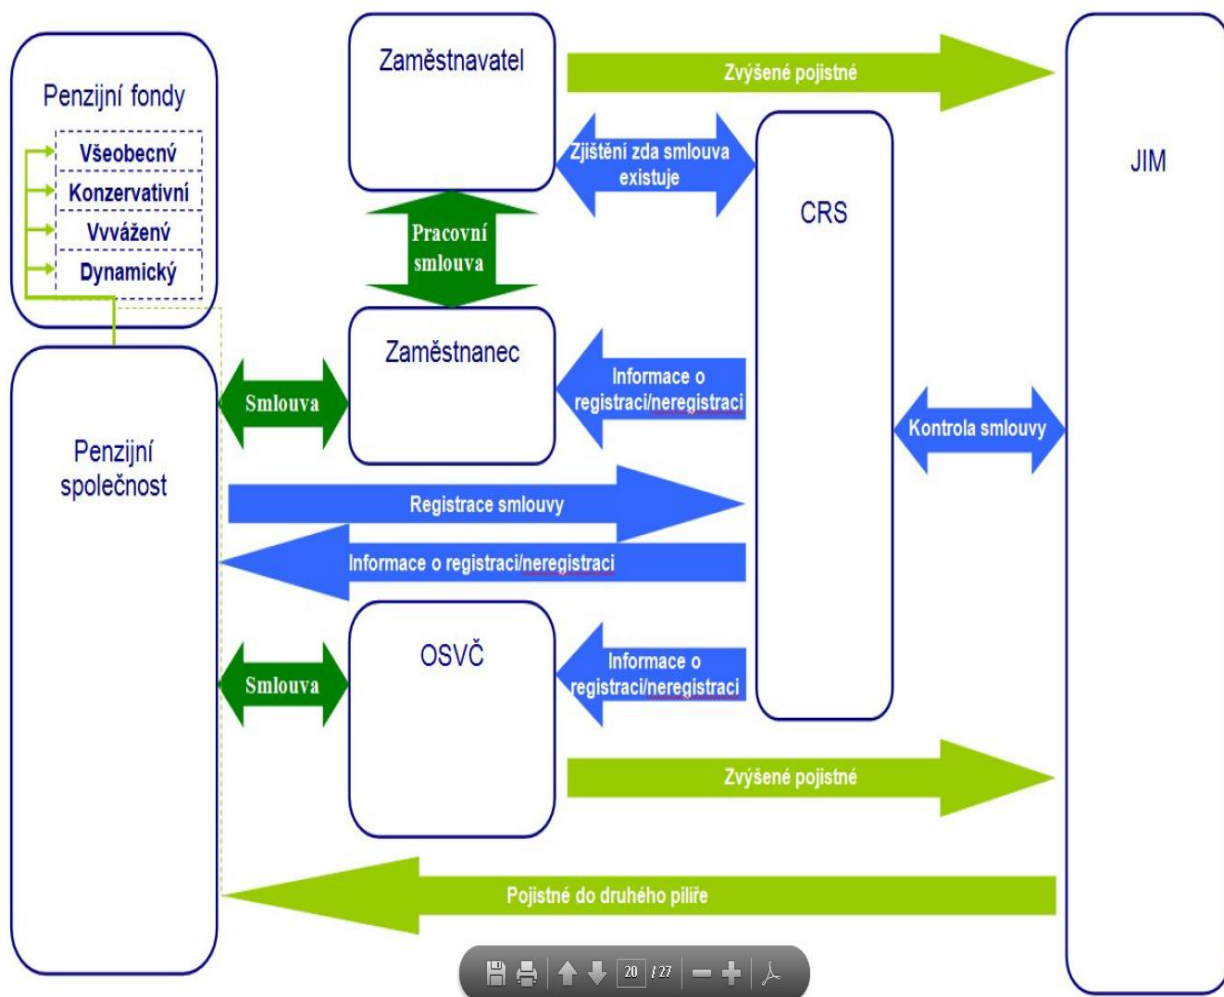 Penzijní fondy
Všeobecný
Konzervativní
Vvvážený
Dynamický
Penzijní
společnost
Zaměstnavatel
Zvýšené pojistné
Zjištění zda smlouva
existuje
CRS
JIM
Pracovní
smlouva
Zaměstnanec
Smlouva
Informace o
registraci/neregistraci
Kontrola smlouvy
Registrace smlouvy
Informace o registraci/neregistraci
OSVČ
Smlouva
Informace o
registraci/neregistraci
Zvýšené pojistné
Pojistné do druhého pilíře
20 / 27